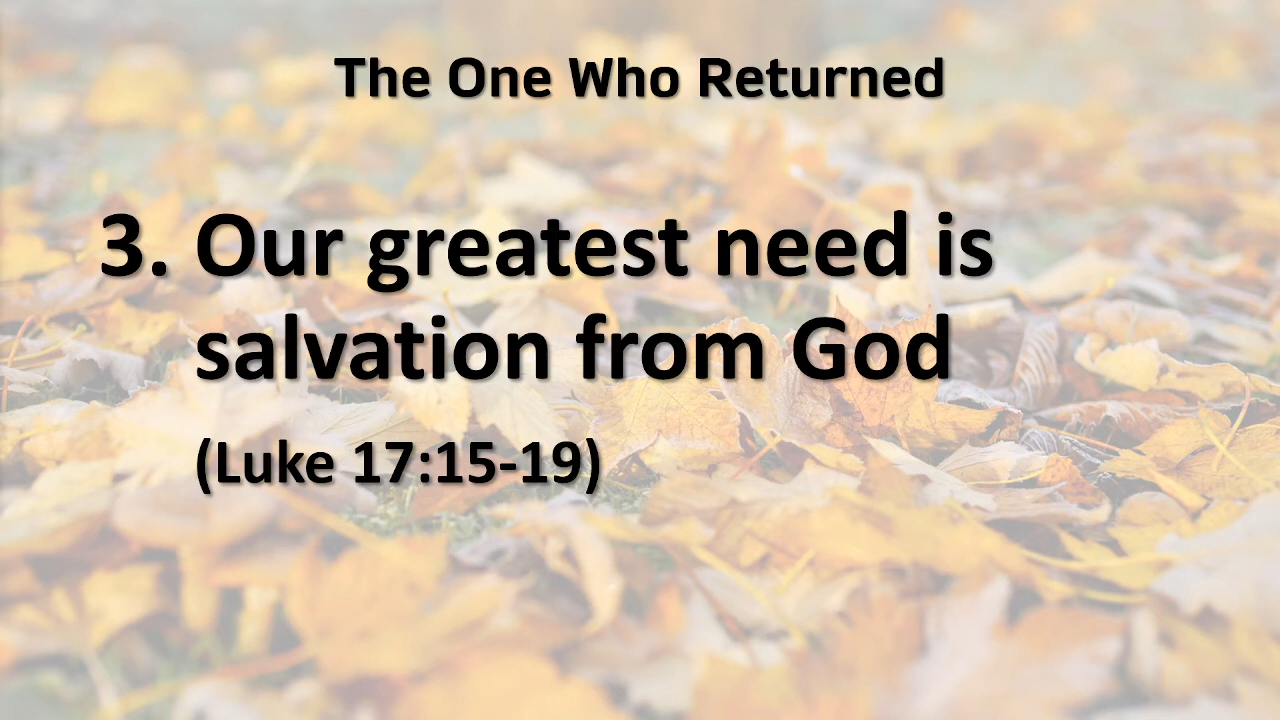 The One Who Returned
3. Our greatest need is
salvation from God
(Luke 17:15-19)